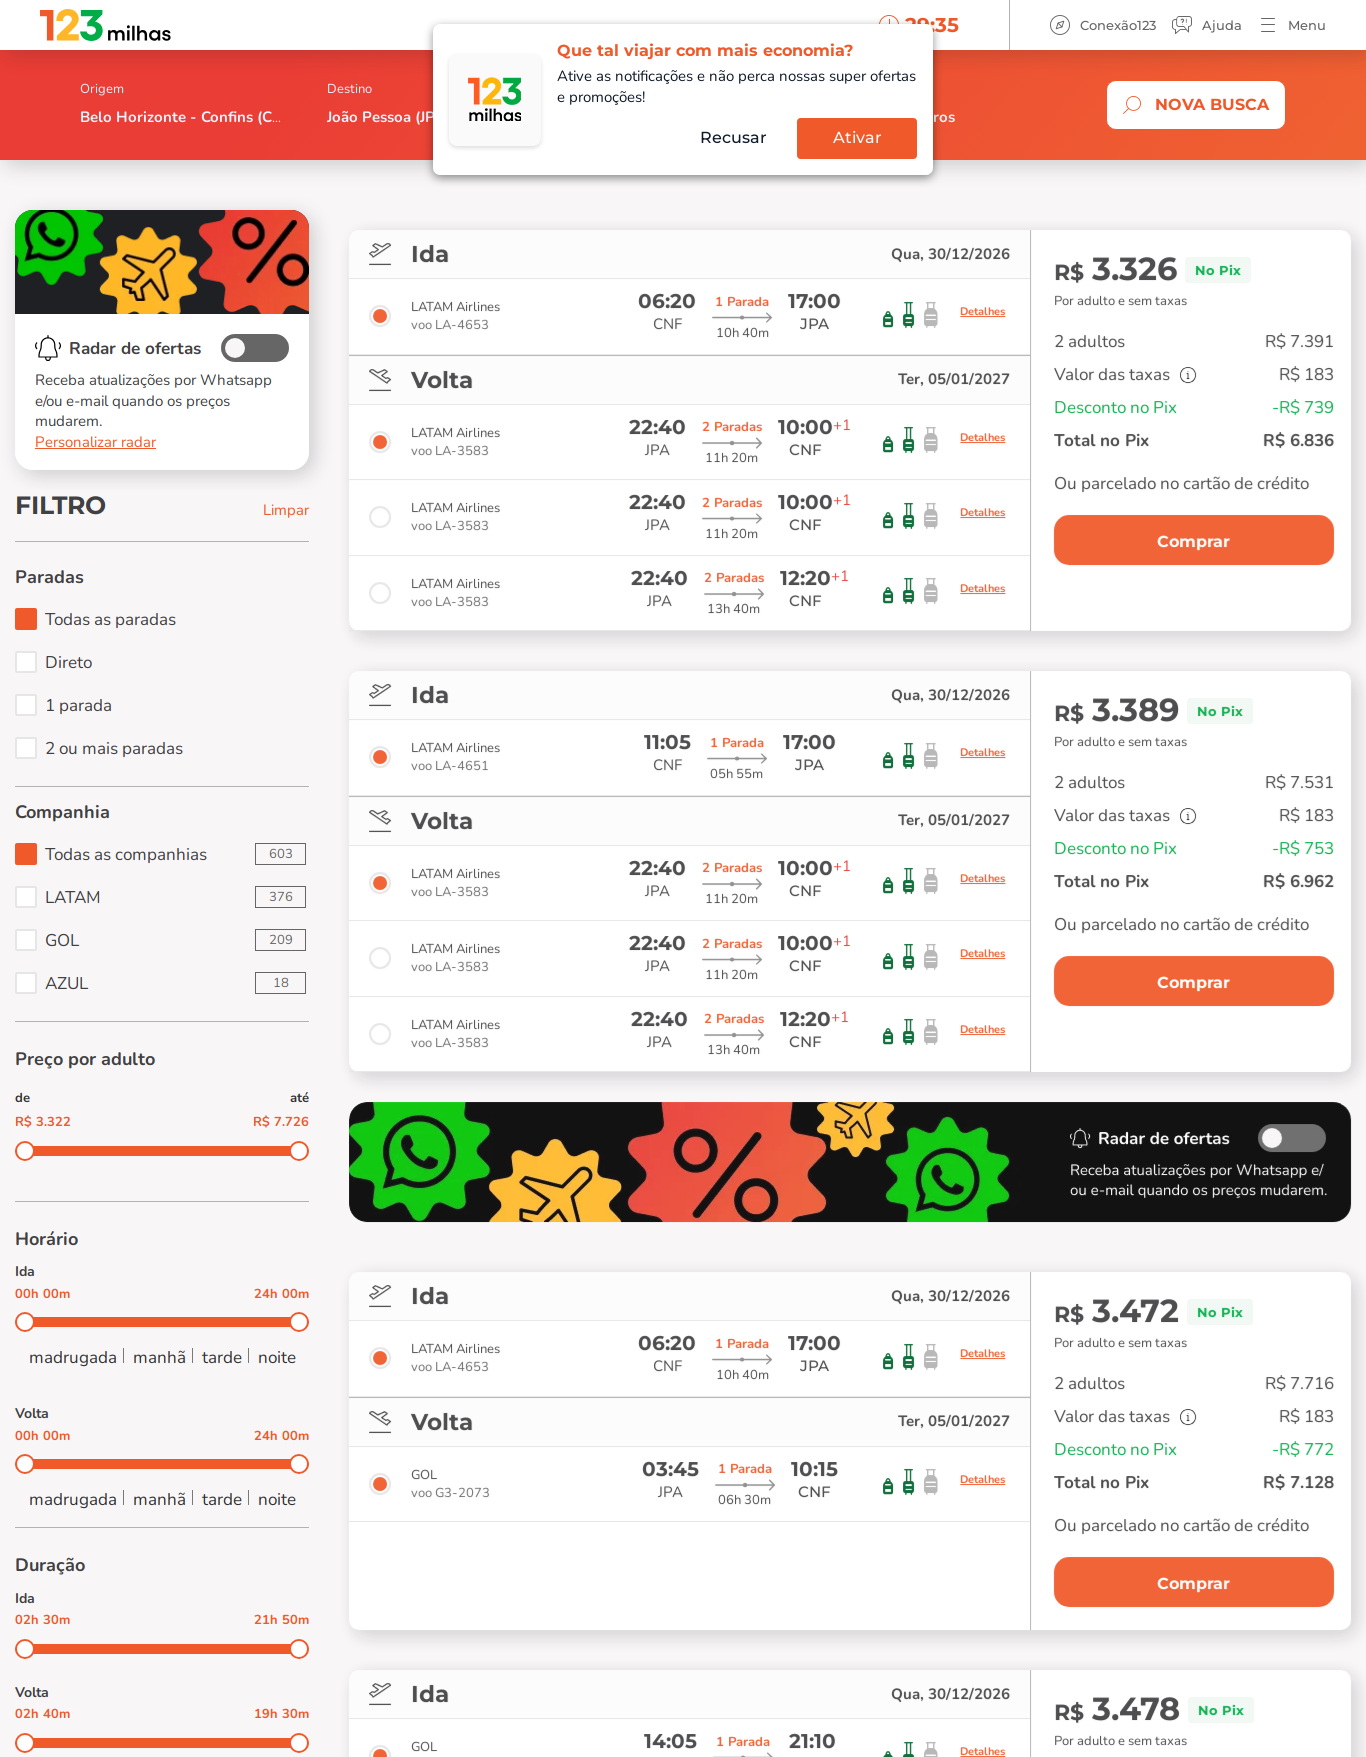 123milhas
29:35
Conexão123
Ajuda
Menu
Que tal viajar com mais economia?
Ative as notificações e não perca nossas super ofertas
e promoções!
Recusar
Ativar
123
milhas
Origem
Belo Horizonte - Confins (C...
Destino
João Pessoa (JP
ros
NOVA BUSCA
Radar de ofertas
Receba atualizações por Whatsapp
e/ou e-mail quando os preços
mudarem.
Personalizar radar
FILTRO
Limpar
Paradas
Todas as paradas
Direto
1 parada
2 ou mais paradas
Companhia
Todas as companhias 603
LATAM 376
GOL 209
AZUL 18
Preço por adulto
de até
R$ 3.322 R$ 7.726
Horário
Ida
00h 00m 24h 00m
madrugada manhã tarde noite
Volta
00h 00m 24h 00m
madrugada manhã tarde noite
Duração
Ida
02h 30m 21h 50m
Volta
02h 40m 19h 30m
Ida Qua, 30/12/2026
LATAM Airlines
voo LA-4653
06:20 1 Parada 17:00
CNF 10h 40m JPA
Detalhes
Volta Ter, 05/01/2027
LATAM Airlines
voo LA-3583
22:40 2 Paradas 10:00+1
JPA 11h 20m CNF
Detalhes
LATAM Airlines
voo LA-3583
22:40 2 Paradas 10:00+1
JPA 11h 20m CNF
Detalhes
LATAM Airlines
voo LA-3583
22:40 2 Paradas 12:20+1
JPA 13h 40m CNF
Detalhes
R$ 3.326 No Pix
Por adulto e sem taxas
2 adultos R$ 7.391
Valor das taxas R$ 183
Desconto no Pix -R$ 739
Total no Pix R$ 6.836
Ou parcelado no cartão de crédito
Comprar
Ida Qua, 30/12/2026
LATAM Airlines
voo LA-4651
11:05 1 Parada 17:00
CNF 05h 55m JPA
Detalhes
Volta Ter, 05/01/2027
LATAM Airlines
voo LA-3583
22:40 2 Paradas 10:00+1
JPA 11h 20m CNF
Detalhes
LATAM Airlines
voo LA-3583
22:40 2 Paradas 10:00+1
JPA 11h 20m CNF
Detalhes
LATAM Airlines
voo LA-3583
22:40 2 Paradas 12:20+1
JPA 13h 40m CNF
Detalhes
R$ 3.389 No Pix
Por adulto e sem taxas
2 adultos R$ 7.531
Valor das taxas R$ 183
Desconto no Pix -R$ 753
Total no Pix R$ 6.962
Ou parcelado no cartão de crédito
Comprar
Radar de ofertas
Receba atualizações por Whatsapp e/
ou e-mail quando os preços mudarem.
Ida Qua, 30/12/2026
LATAM Airlines
voo LA-4653
06:20 1 Parada 17:00
CNF 10h 40m JPA
Detalhes
Volta Ter, 05/01/2027
GOL
voo G3-2073
03:45 1 Parada 10:15
JPA 06h 30m CNF
Detalhes
R$ 3.472 No Pix
Por adulto e sem taxas
2 adultos R$ 7.716
Valor das taxas R$ 183
Desconto no Pix -R$ 772
Total no Pix R$ 7.128
Ou parcelado no cartão de crédito
Comprar
Ida Qua, 30/12/2026
GOL
14:05 1 Parada 21:10
Detalhes
R$ 3.478 No Pix
Por adulto e sem taxas